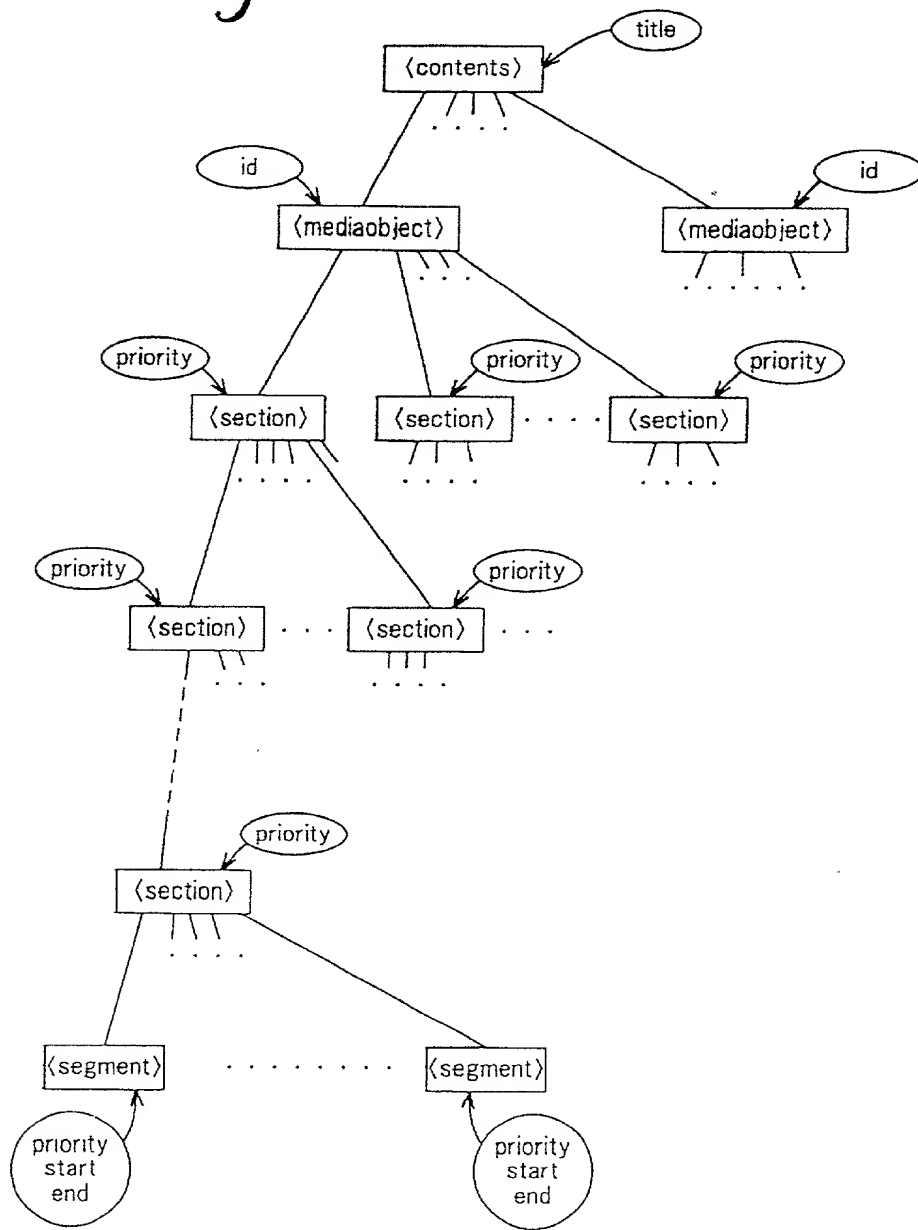 title
〈contents〉
id
id
〈mediaobject〉
〈mediaobject〉
priority
priority
priority
〈section〉
〈section〉
〈section〉
priority
priority
〈section〉
〈section〉
priority
〈section〉
〈segment〉
〈segment〉
priority
start
end
priority
start
end